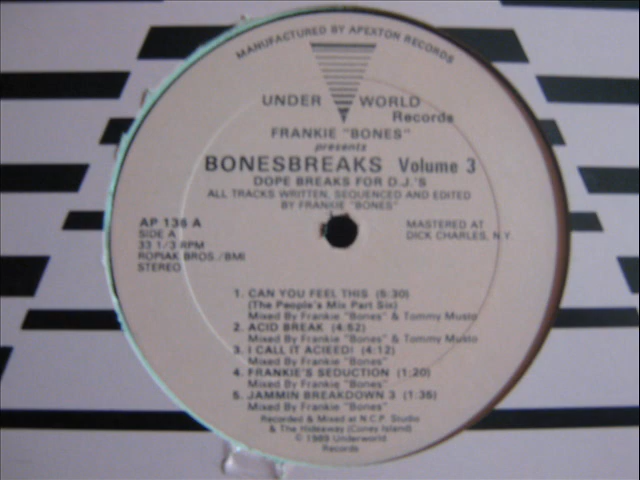 MANUFACTURED BY APEXTON RECORDS
UNDER WORLD
Records
FRANKIE "BONES"
presents
BONESBREAKS Volume 3
DOPE BREAKS FOR D.J.'S
ALL TRACKS WRITTEN, SEQUENCED AND EDITED
BY FRANKIE "BONES"
AP 136 A
SIDE A
33 1/3 RPM
ROPIAK BROS./BMI
STEREO
MASTERED AT
DICK CHARLES, N.Y.
1. CAN YOU FEEL THIS (5:30)
(The People's Mix Part Six)
Mixed By Frankie "Bones" & Tommy Musto
2. ACID BREAK (4:52)
Mixed By Frankie "Bones" & Tommy Musto
3. I CALL IT ACIEED! (4:12)
Mixed By Frankie "Bones"
4. FRANKIE'S SEDUCTION (1:20)
Mixed By Frankie "Bones"
5. JAMMIN BREAKDOWN 3 (1:35)
Mixed By Frankie "Bones"
Recorded & Mixed at N.C.P. Studio
& The Hideaway (Coney Island)
© 1989 Underworld
Records